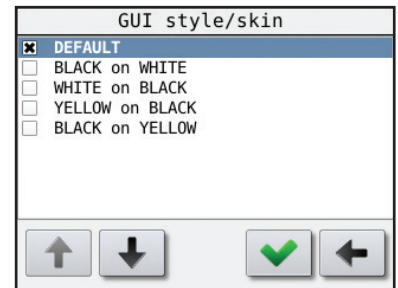 GUI style/skin
DEFAULT
BLACK on WHITE
WHITE on BLACK
YELLOW on BLACK
BLACK on YELLOW